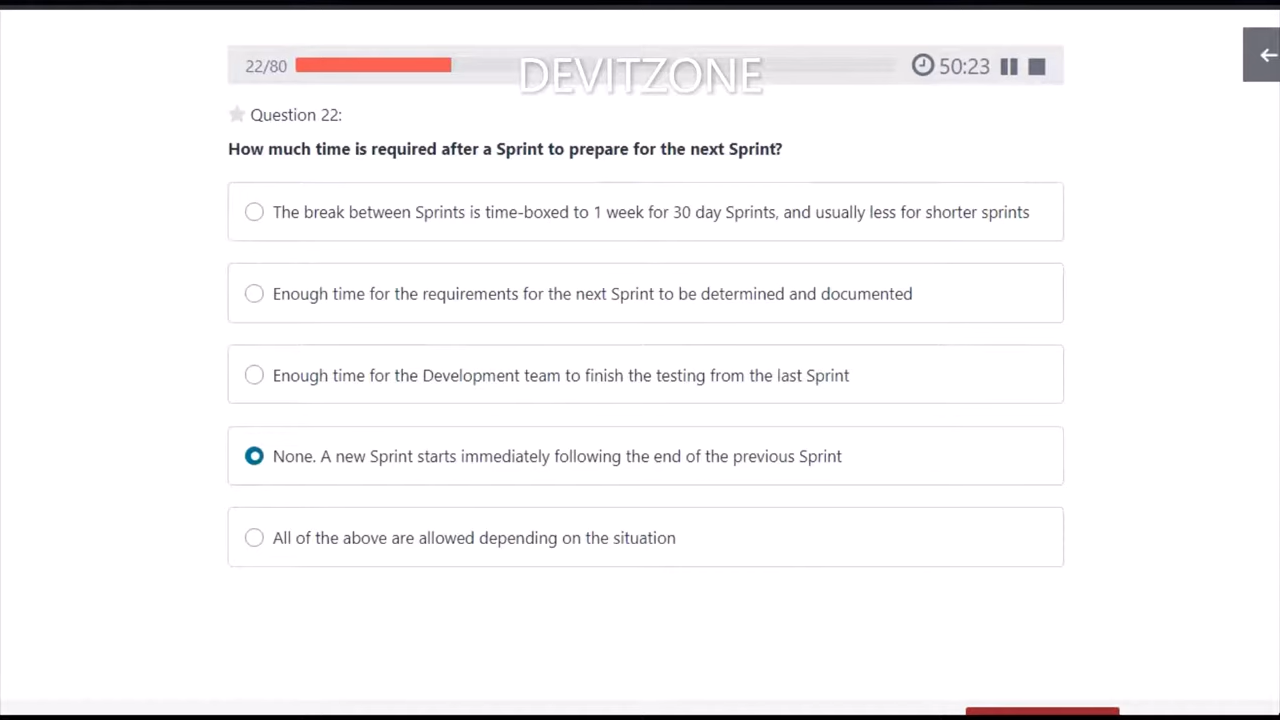 22/80
DEVITZONE
50:23
Question 22:
How much time is required after a Sprint to prepare for the next Sprint?
The break between Sprints is time-boxed to 1 week for 30 day Sprints, and usually less for shorter sprints
Enough time for the requirements for the next Sprint to be determined and documented
Enough time for the Development team to finish the testing from the last Sprint
None. A new Sprint starts immediately following the end of the previous Sprint
All of the above are allowed depending on the situation